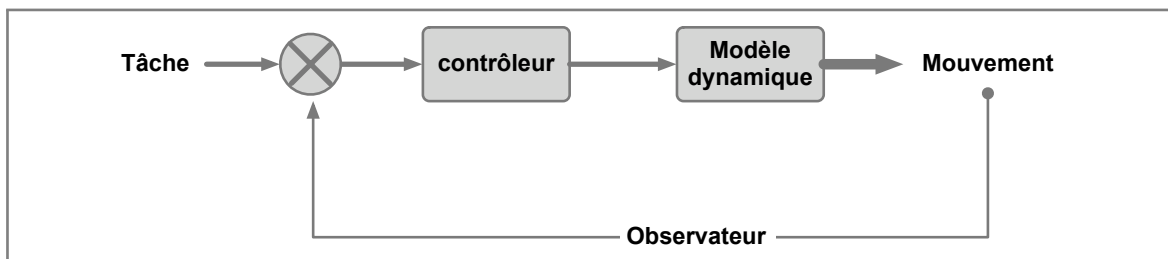 Tâche
contrôleur
Modèle
dynamique
Mouvement
Observateur